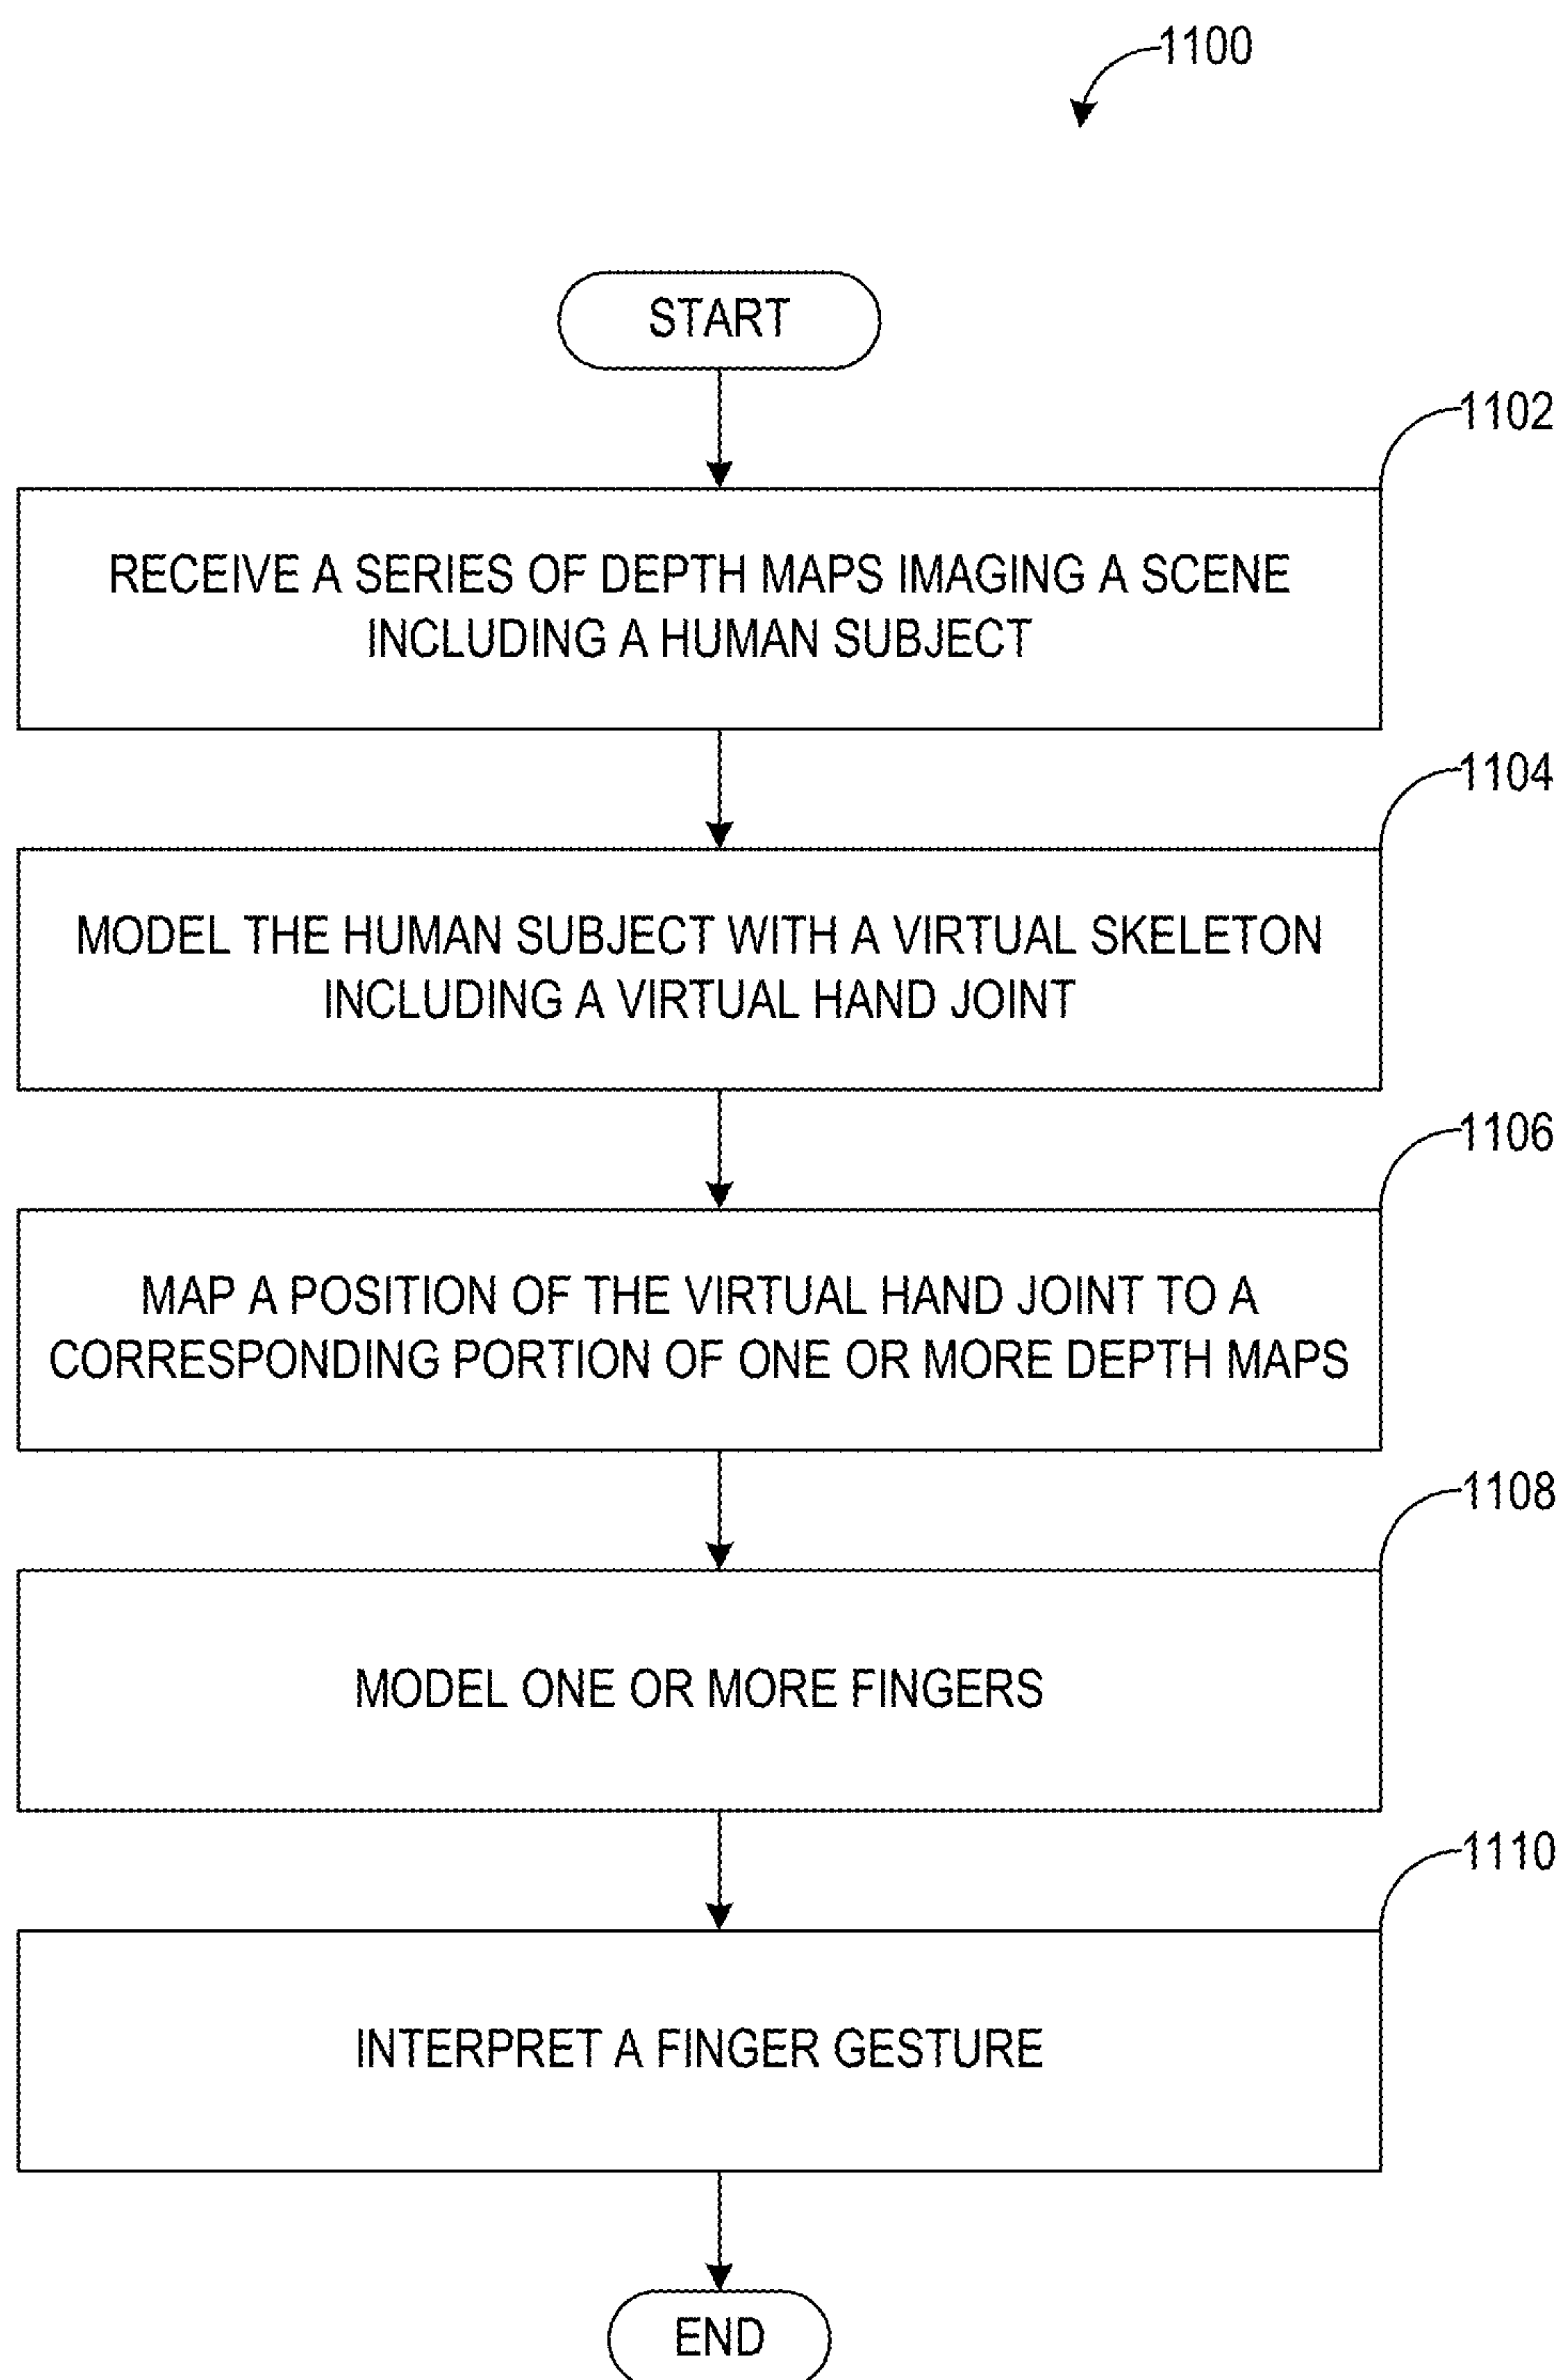 1100
START
1102
RECEIVE A SERIES OF DEPTH MAPS IMAGING A SCENE
INCLUDING A HUMAN SUBJECT
1104
MODEL THE HUMAN SUBJECT WITH A VIRTUAL SKELETON
INCLUDING A VIRTUAL HAND JOINT
1106
MAP A POSITION OF THE VIRTUAL HAND JOINT TO A
CORRESPONDING PORTION OF ONE OR MORE DEPTH MAPS
1108
MODEL ONE OR MORE FINGERS
1110
INTERPRET A FINGER GESTURE
END